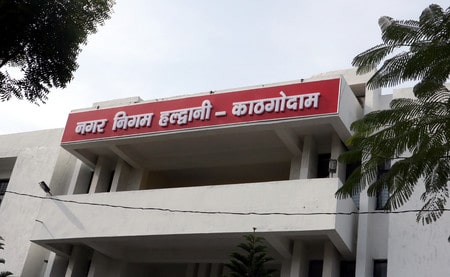 नगर निगम हल्द्वानी - काठगोदाम